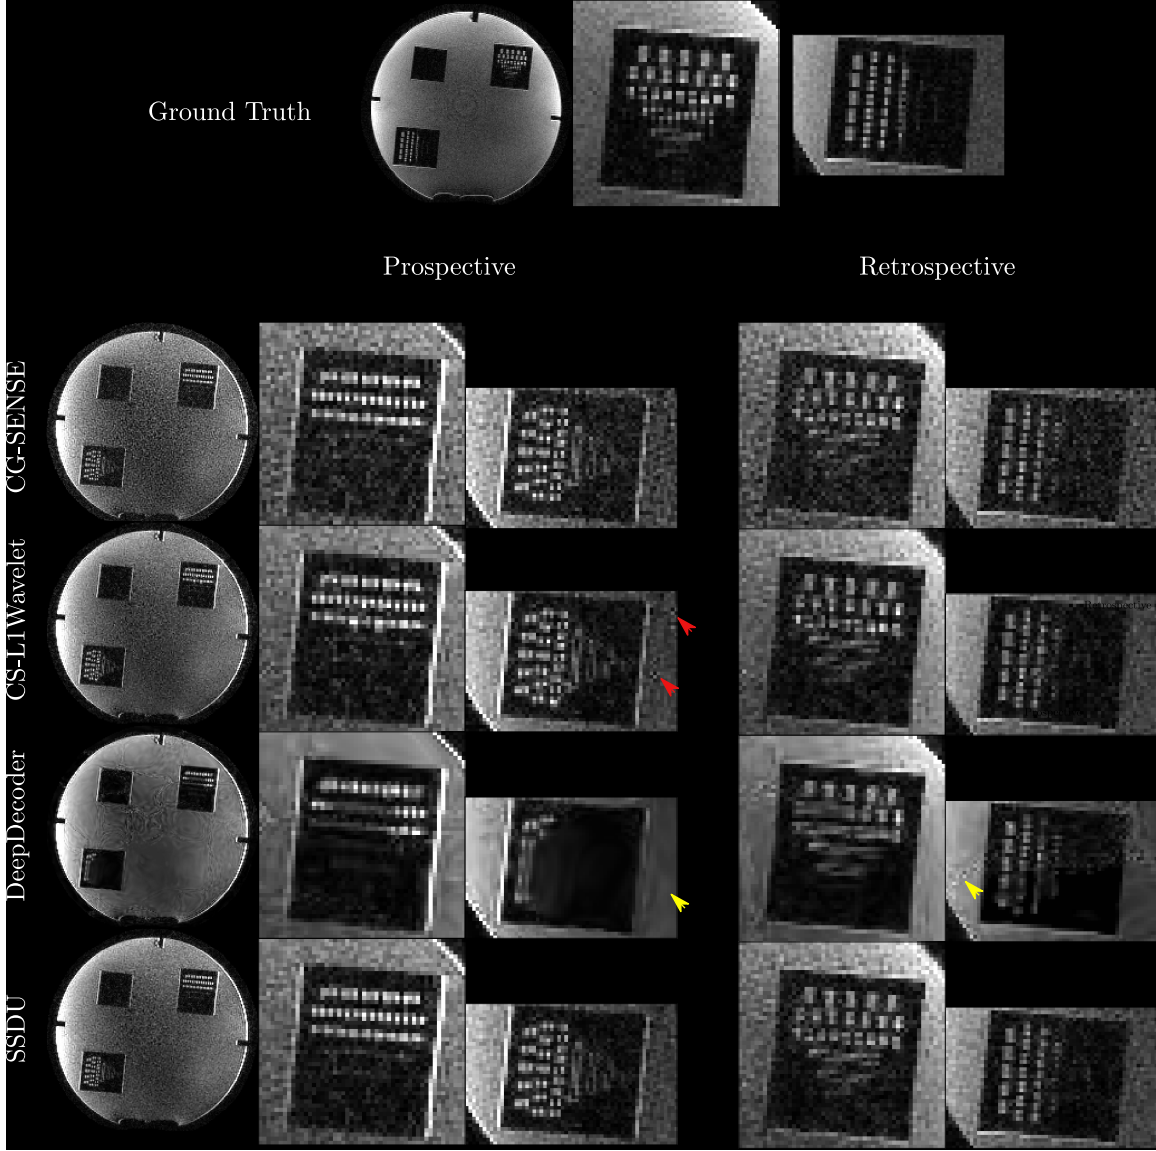 Ground Truth
Prospective
Retrospective
CG-SENSE
CS-L1Wavelet
DeepDecoder
SSDU